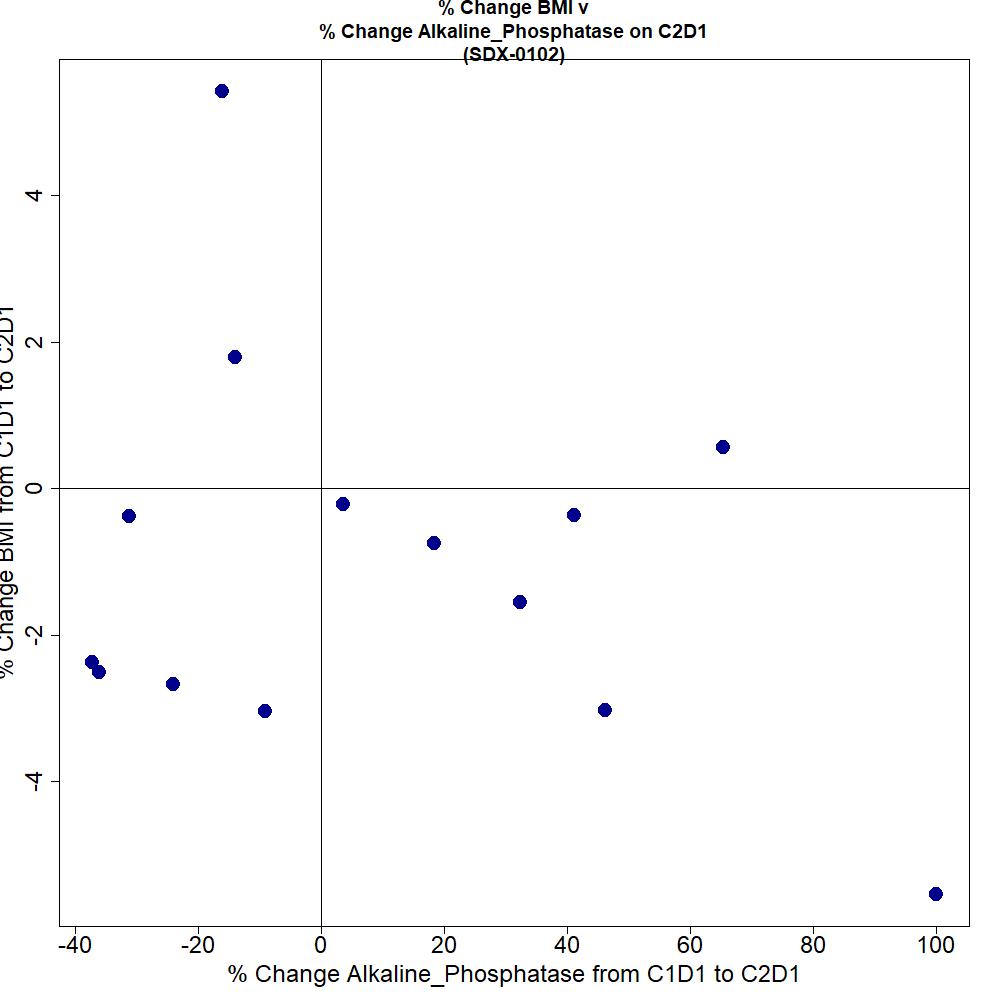 % Change BMI v
% Change Alkaline_Phosphatase on C2D1
(SDX-0102)
% Change BMI from C1D1 to C2D1
4
2
0
-2
-4
-40 -20 0 20 40 60 80 100
% Change Alkaline_Phosphatase from C1D1 to C2D1